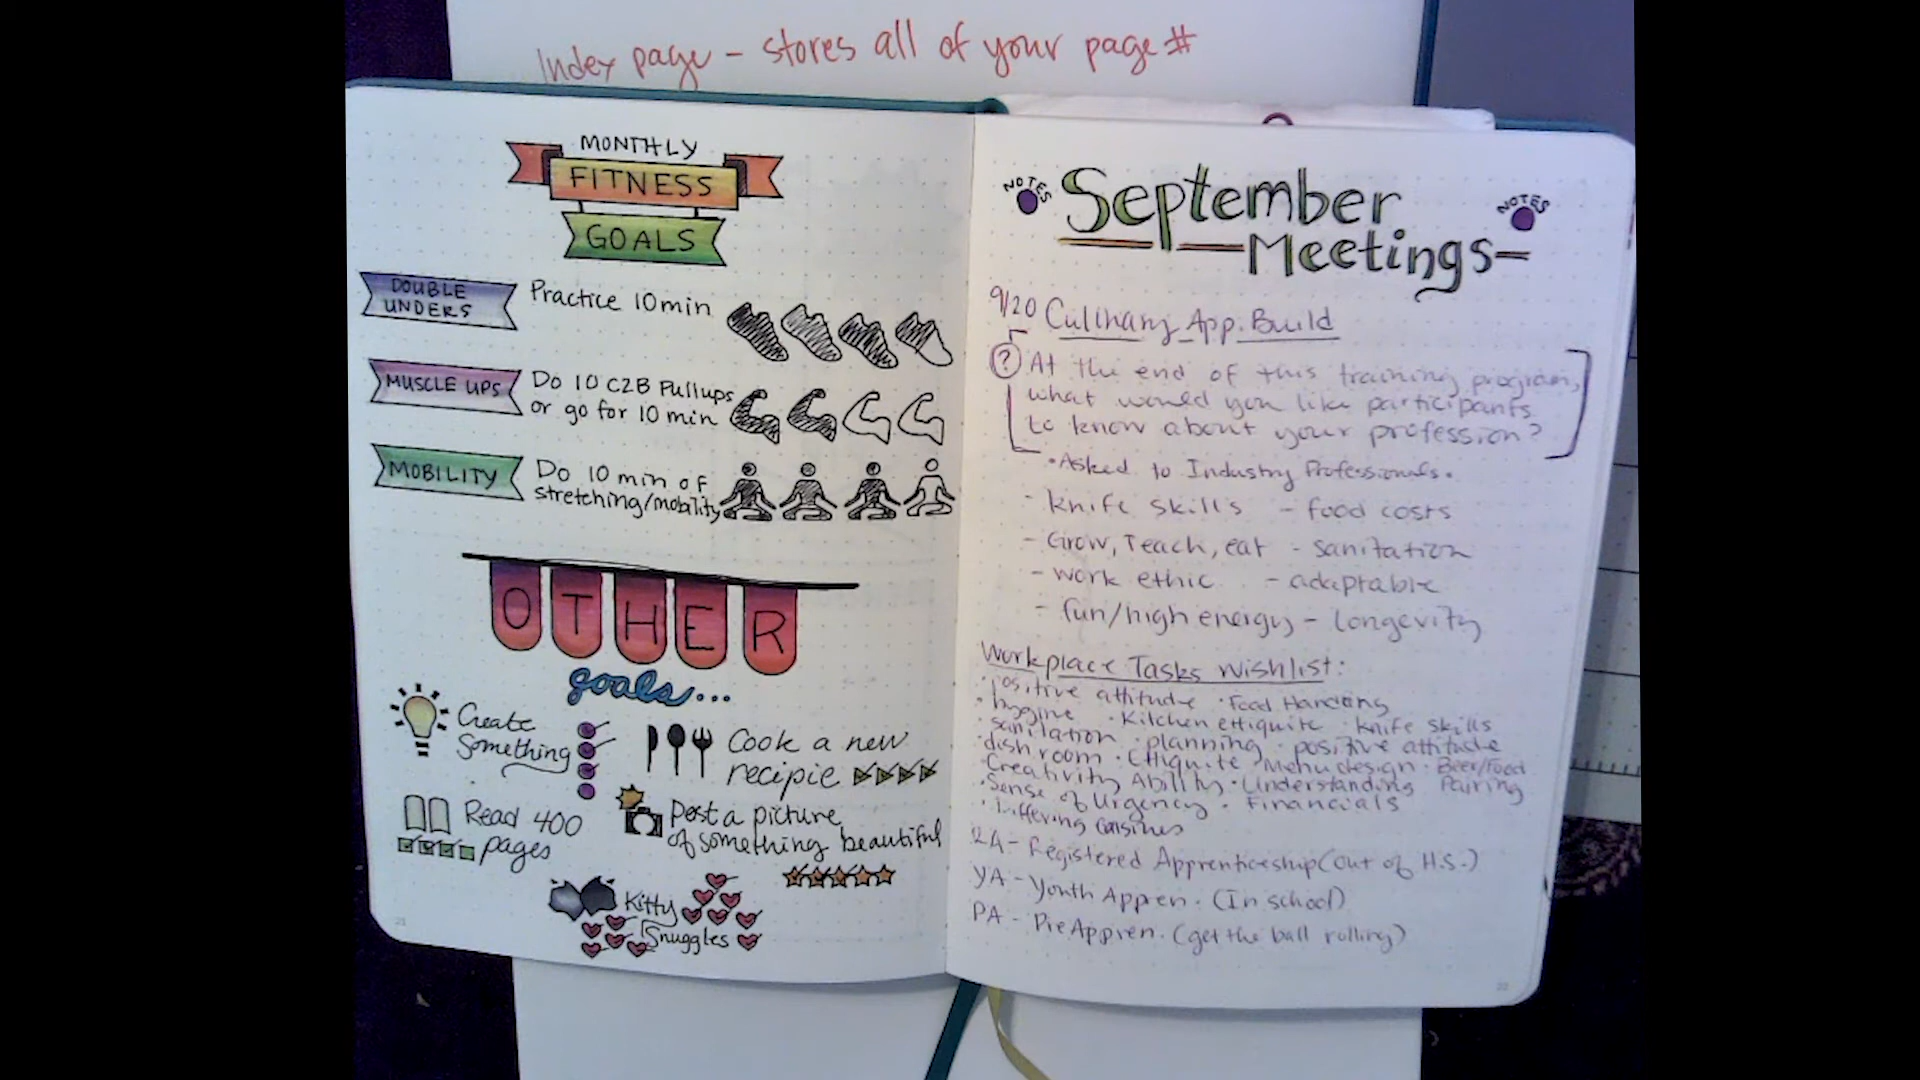 Index page - stores all of your page #
MONTHLY
FITNESS
GOALS
DOUBLE
UNDERS
Practice 10 min
MUSCLE UPS
Do 10 C2B Pullups
or go for 10 min
MOBILITY
Do 10 min of
stretching/mobility
OTHER
goals...
Create
Something
Cook a new
recipie
Read 400
pages
Post a picture
of something beautiful
Kitty
Snuggles
21
NOTES
September
Meetings
NOTES
9/20 Culinary App. Build
? At the end of this training program,
what would you like participants
to know about your profession?
• Asked to Industry Professionals.
- knife skills - food costs
- Grow, Teach, eat - sanitation
- work ethic - adaptable
- fun/high energy - longevity
Workplace Tasks Wishlist:
• positive attitude • Food Handling
• hygine • Kitchen ettiquite • knife skills
• sanitation • planning • positive attitude
• dish room • Ettiquite • Menu design • Beer/Food
• Creativity Ability • Understanding Pairing
• Sense of Urgency • Financials
• Differing cuisines
RA - Registered Apprenticeship (out of H.S.)
YA - Youth Appren. (In school)
PA - Pre Appren. (get the ball rolling)
22